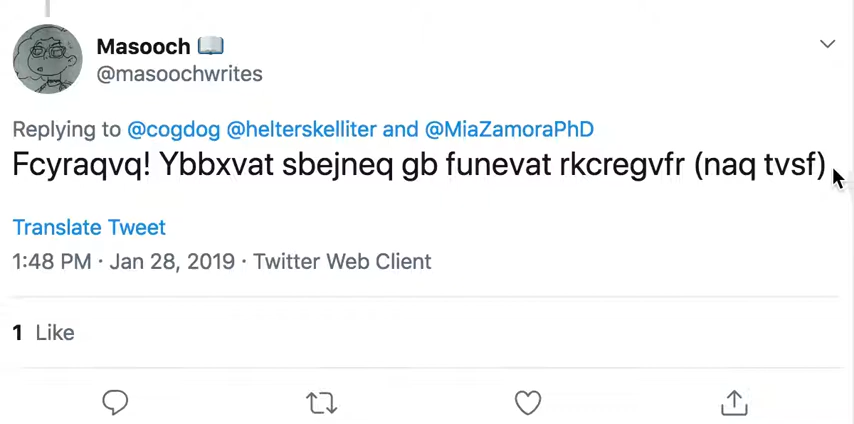 Masooch 📖
@masoochwrites
Replying to @cogdog @helterskelliter and @MiaZamoraPhD
Fcyraqvq! Ybbxvat sbejneq gb funevat rkcregvfr (naq tvsf)
Translate Tweet
1:48 PM · Jan 28, 2019 · Twitter Web Client
1 Like